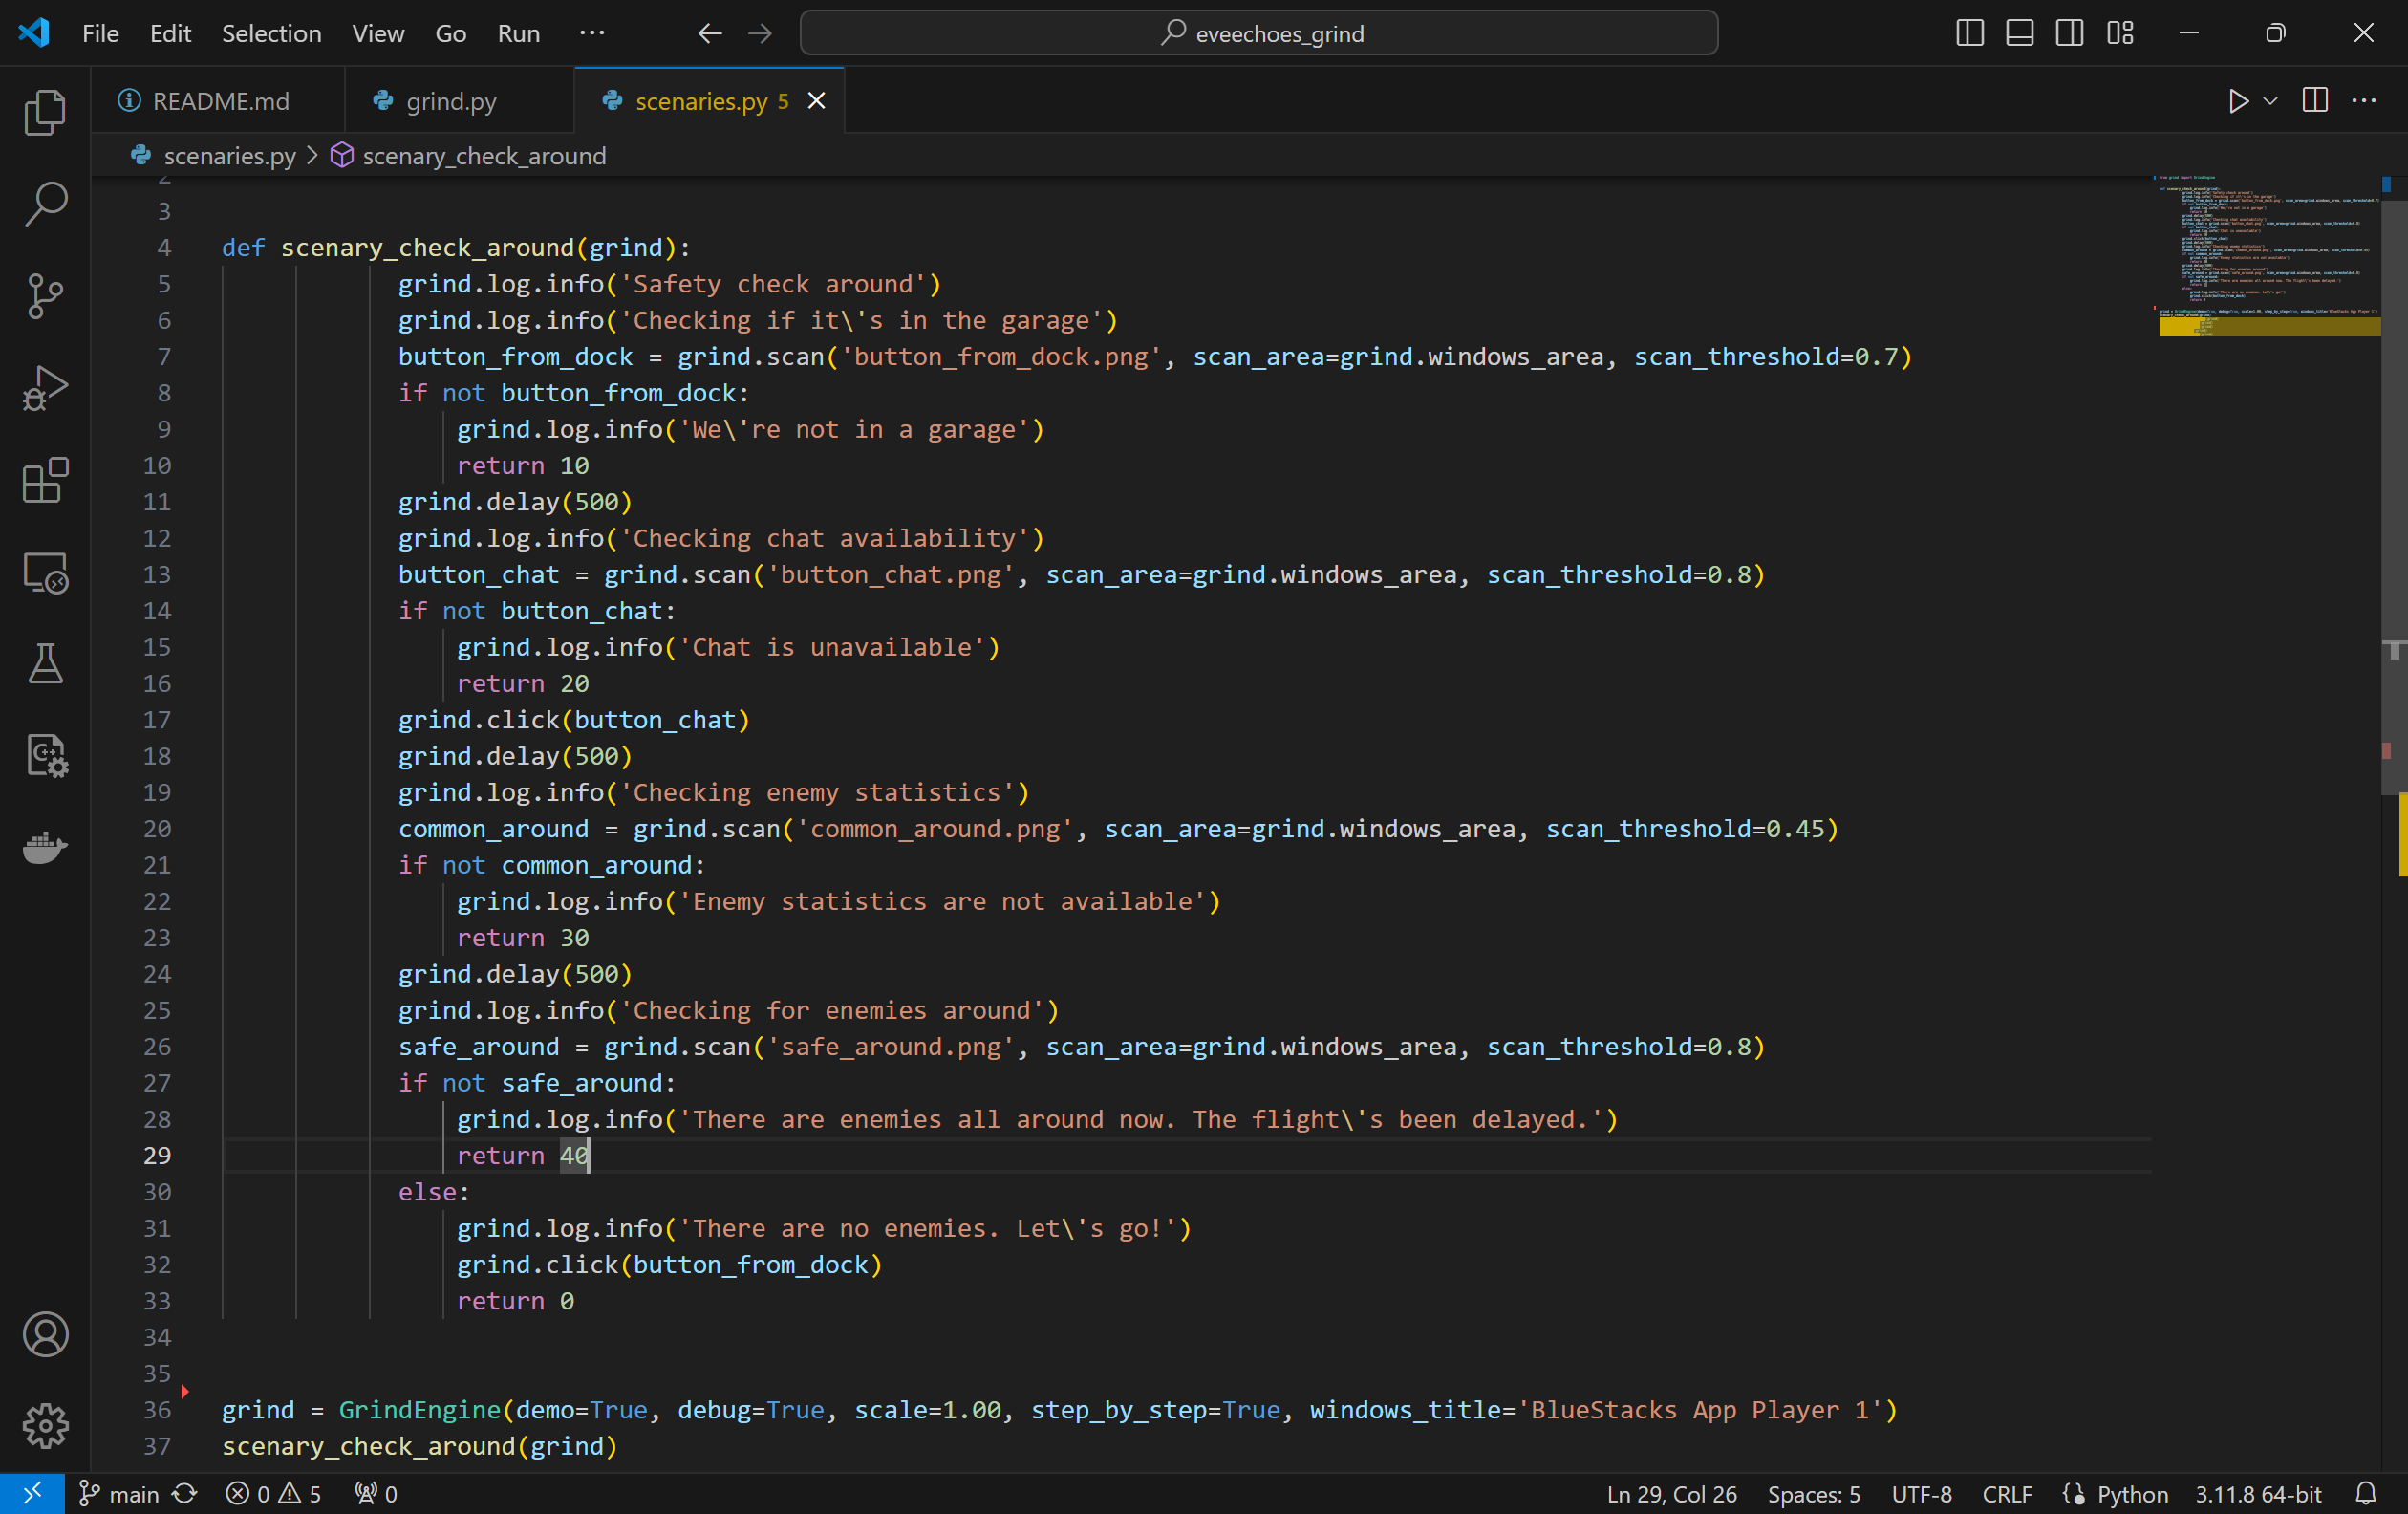 File Edit Selection View Go Run ··· eveechoes_grind
README.md grind.py scenaries.py 5
scenaries.py > scenary_check_around
2
3
4 def scenary_check_around(grind):
5 grind.log.info('Safety check around')
6 grind.log.info('Checking if it\'s in the garage')
7 button_from_dock = grind.scan('button_from_dock.png', scan_area=grind.windows_area, scan_threshold=0.7)
8 if not button_from_dock:
9 grind.log.info('We\'re not in a garage')
10 return 10
11 grind.delay(500)
12 grind.log.info('Checking chat availability')
13 button_chat = grind.scan('button_chat.png', scan_area=grind.windows_area, scan_threshold=0.8)
14 if not button_chat:
15 grind.log.info('Chat is unavailable')
16 return 20
17 grind.click(button_chat)
18 grind.delay(500)
19 grind.log.info('Checking enemy statistics')
20 common_around = grind.scan('common_around.png', scan_area=grind.windows_area, scan_threshold=0.45)
21 if not common_around:
22 grind.log.info('Enemy statistics are not available')
23 return 30
24 grind.delay(500)
25 grind.log.info('Checking for enemies around')
26 safe_around = grind.scan('safe_around.png', scan_area=grind.windows_area, scan_threshold=0.8)
27 if not safe_around:
28 grind.log.info('There are enemies all around now. The flight\'s been delayed.')
29 return 40
30 else:
31 grind.log.info('There are no enemies. Let\'s go!')
32 grind.click(button_from_dock)
33 return 0
34
35
36 grind = GrindEngine(demo=True, debug=True, scale=1.00, step_by_step=True, windows_title='BlueStacks App Player 1')
37 scenary_check_around(grind)
main 0 5 0 Ln 29, Col 26 Spaces: 5 UTF-8 CRLF Python 3.11.8 64-bit